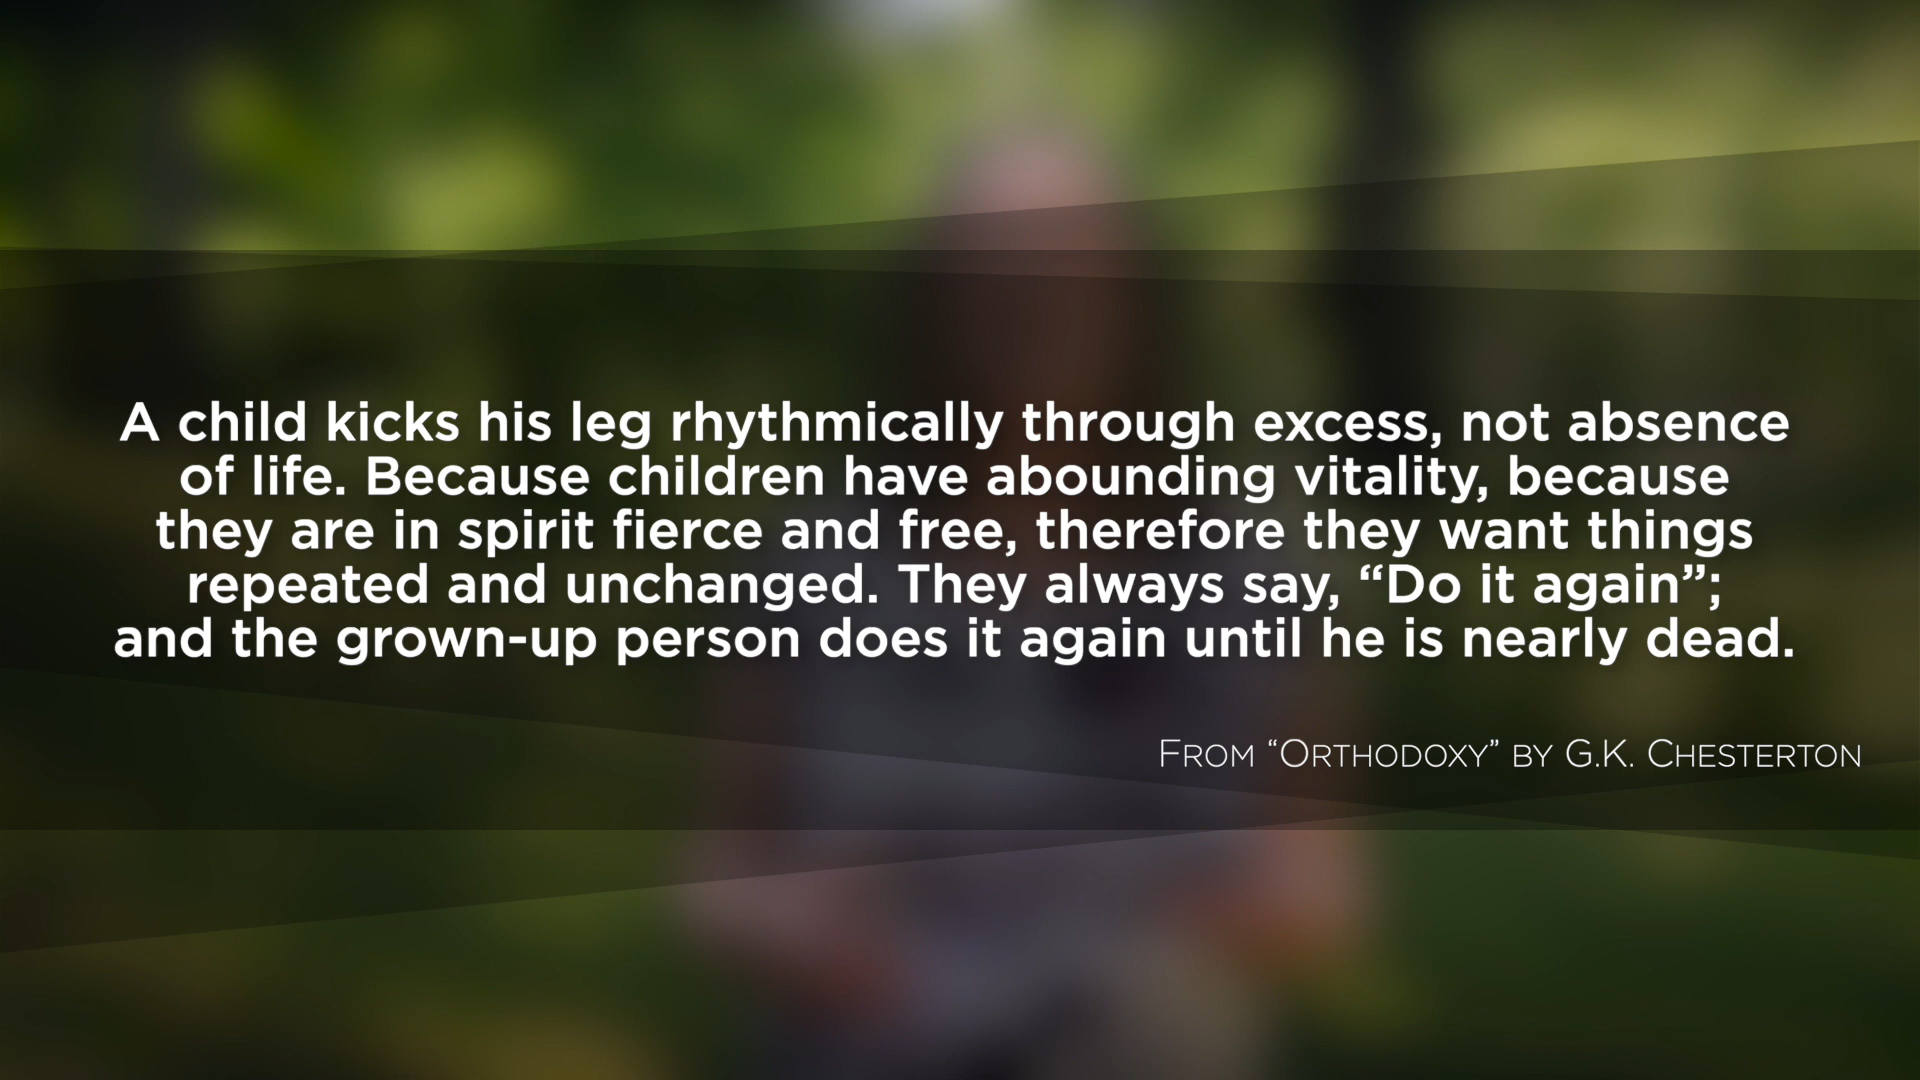 A child kicks his leg rhythmically through excess, not absence
of life. Because children have abounding vitality, because
they are in spirit fierce and free, therefore they want things
repeated and unchanged. They always say, “Do it again”;
and the grown-up person does it again until he is nearly dead.
From “Orthodoxy” by G.K. Chesterton